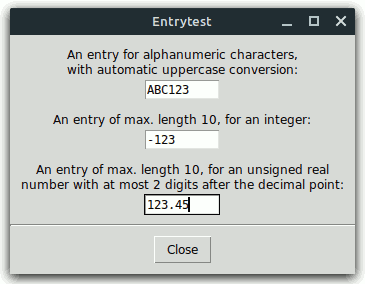 Entrytest
An entry for alphanumeric characters,
with automatic uppercase conversion:
ABC123
An entry of max. length 10, for an integer:
-123
An entry of max. length 10, for an unsigned real
number with at most 2 digits after the decimal point:
123.45
Close